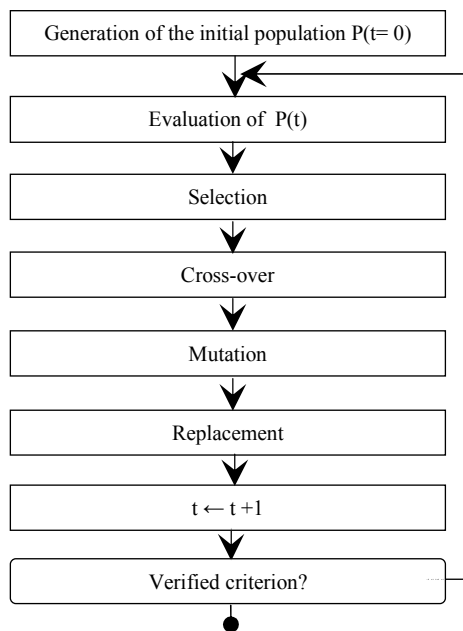 Generation of the initial population P(t= 0)
Evaluation of P(t)
Selection
Cross-over
Mutation
Replacement
t ← t +1
Verified criterion?